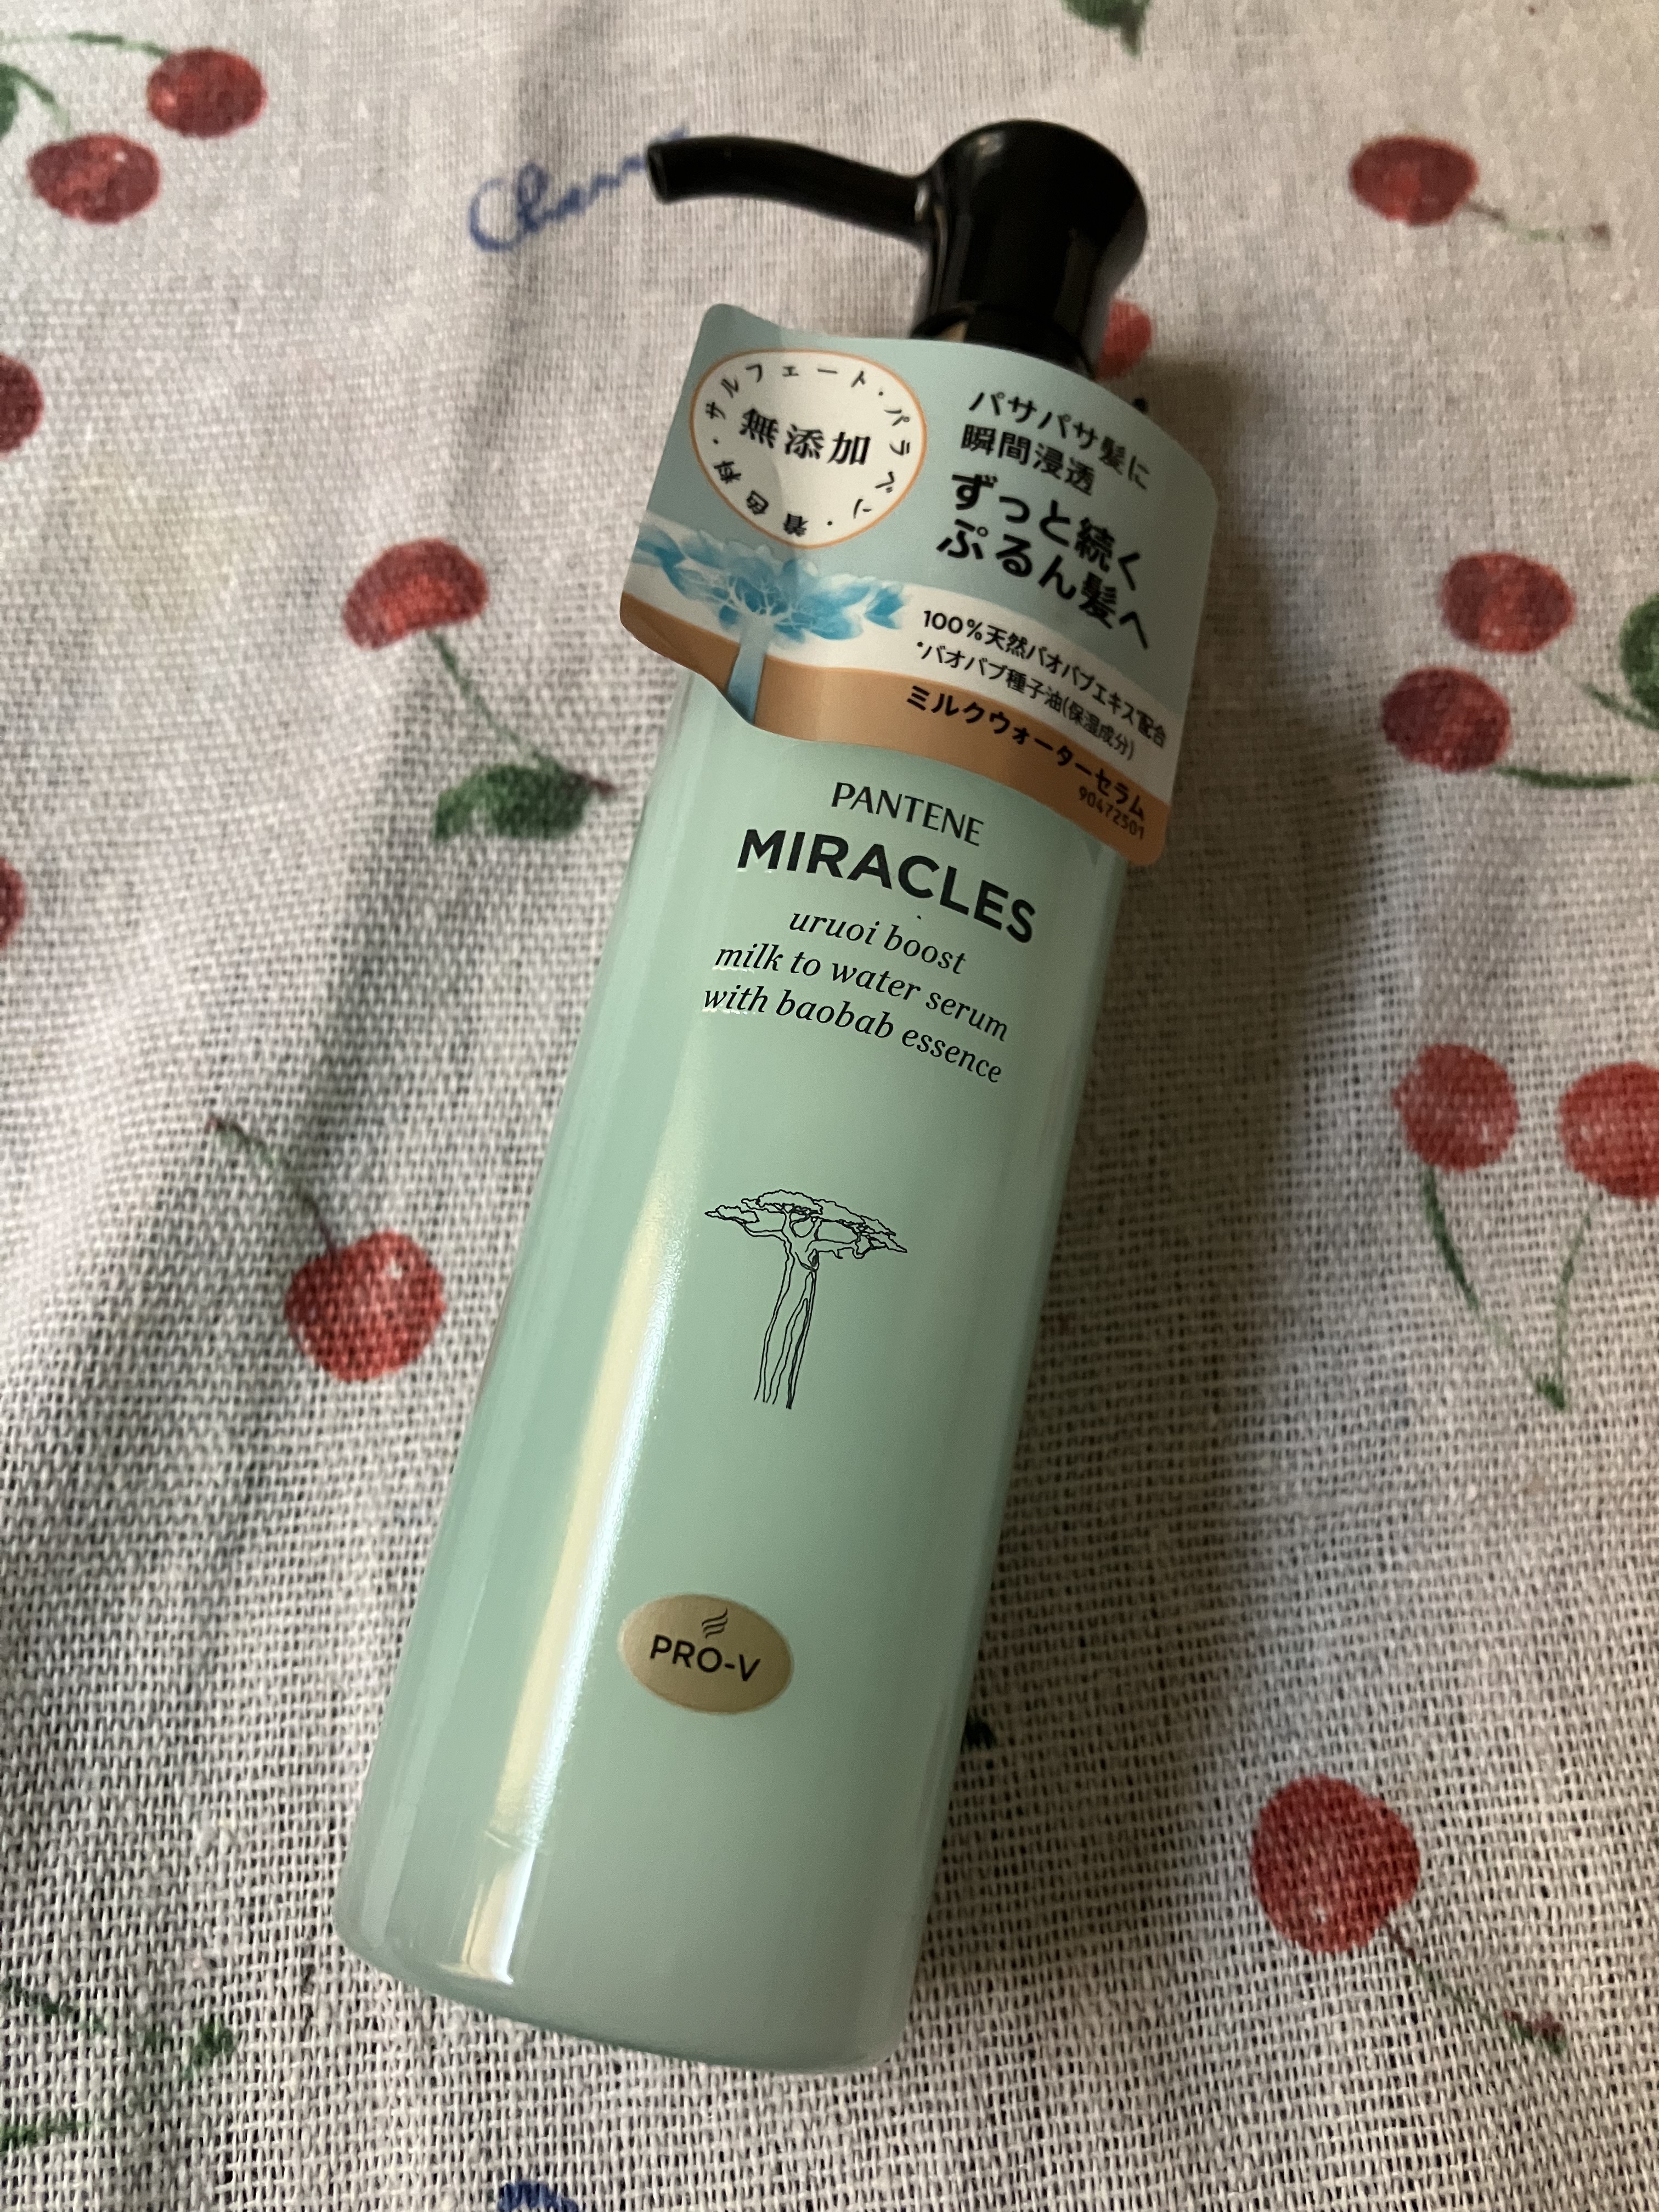 Cherry
サルフェート・パラベン・着色料・
無添加
パサパサ髪に
瞬間浸透
ずっと続く
ぷるん髪へ
100%天然バオバブエキス*配合
*バオバブ種子油(保湿成分)
ミルクウォーターセラム
90472501
PANTENE
MIRACLES
uruoi boost
milk to water serum
with baobab essence
PRO-V